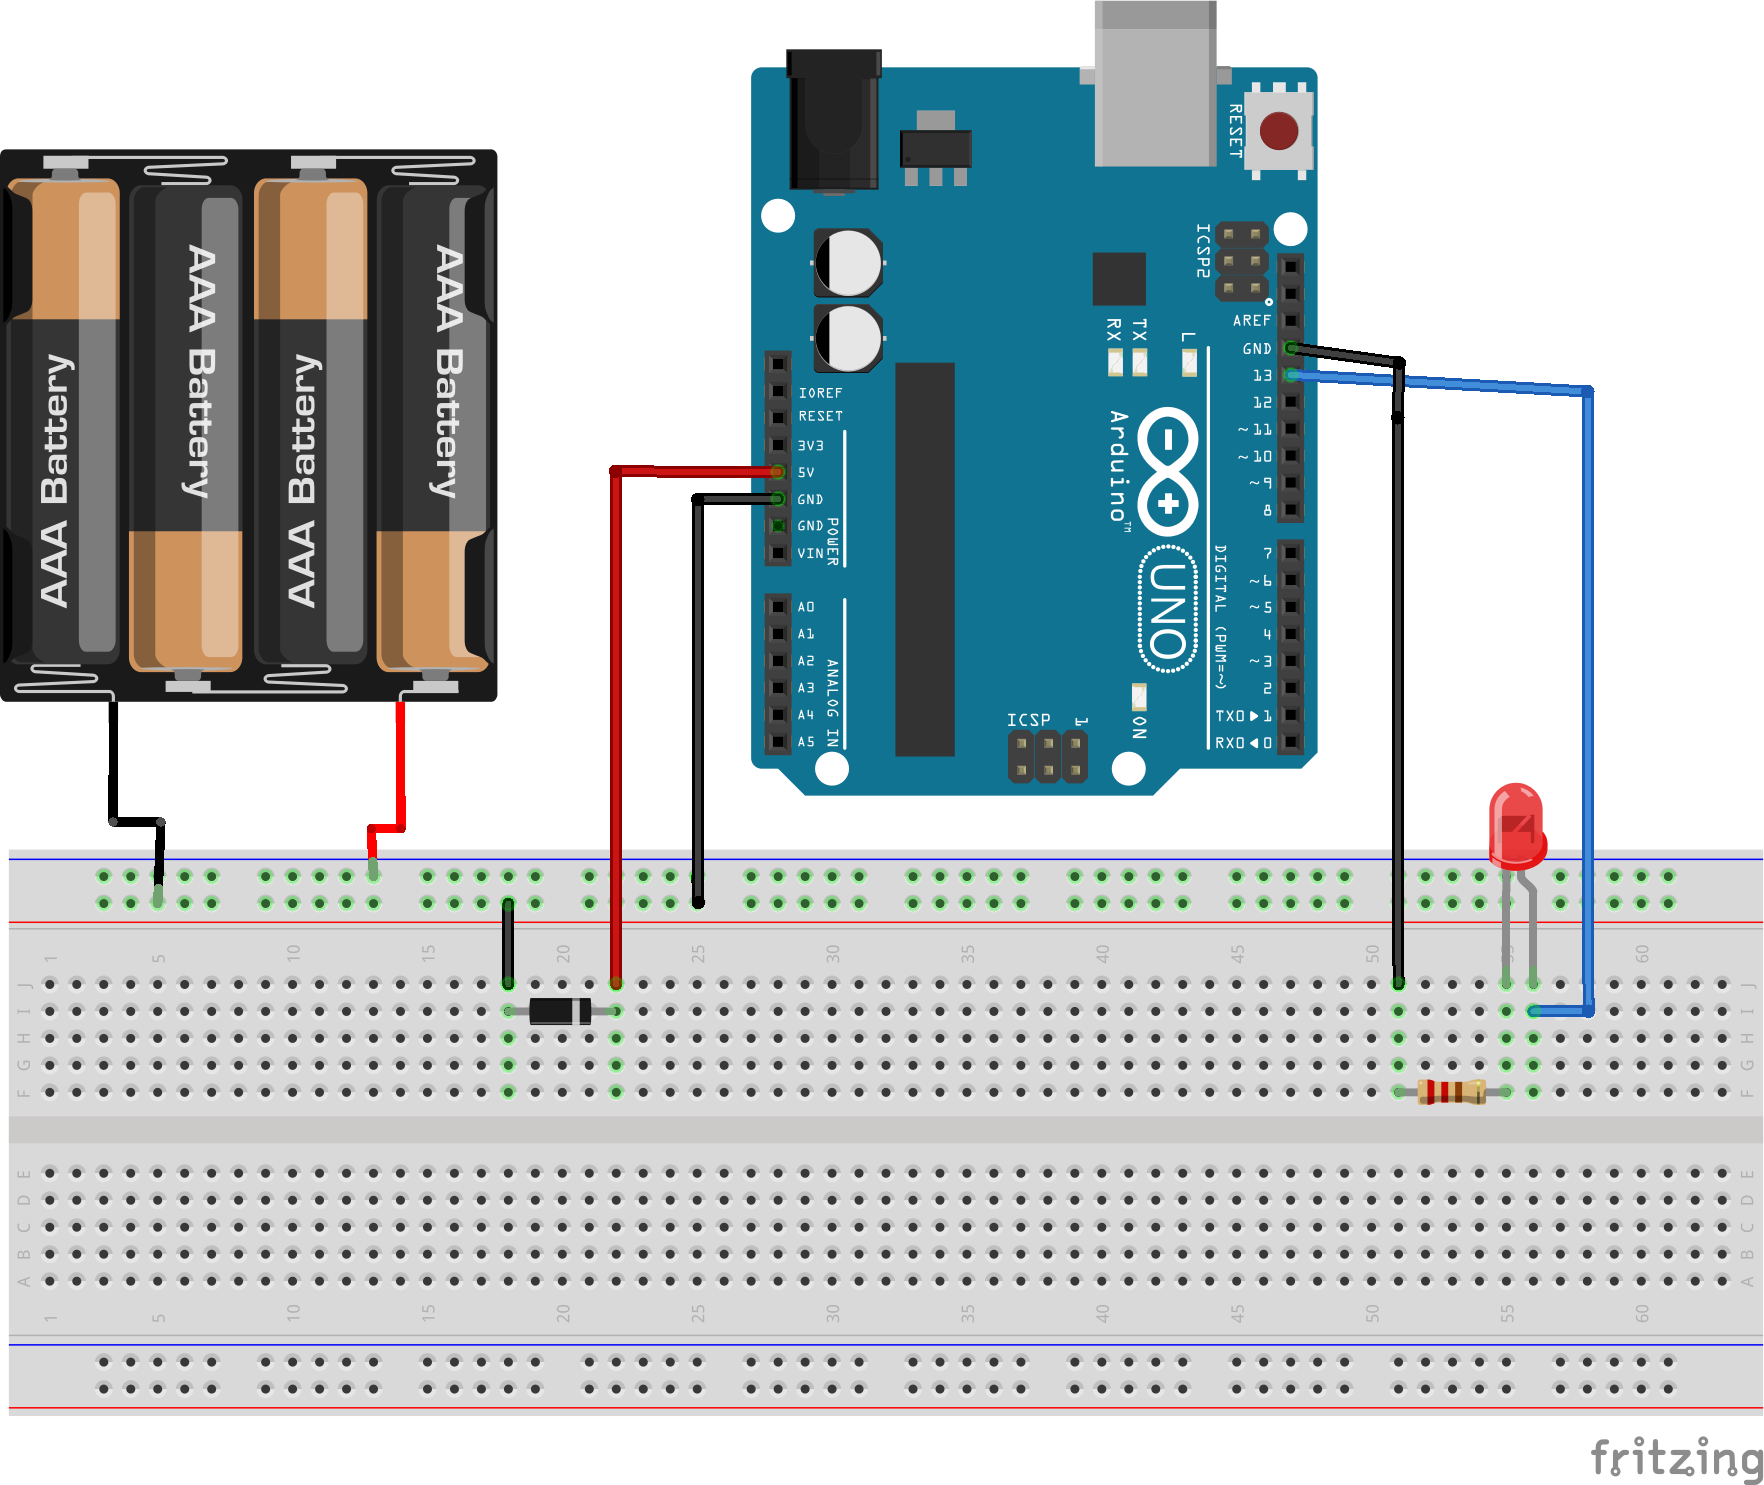 AAA Battery
AAA Battery
AAA Battery
AAA Battery
RESET
ICSP2
AREF
GND
13
12
~11
~10
~9
8
7
~6
~5
4
~3
2
TX0▶1
RX0◀0
RX
TX
L
IOREF
RESET
3V3
5V
GND
GND
VIN
POWER
A0
A1
A2
A3
A4
A5
ANALOG IN
Arduino™
UNO
DIGITAL (PWM=~)
ICSP
1
ON
1 5 10 15 20 25 30 35 40 45 50 55 60
J J
I I
H H
G G
F F
E E
D D
C C
B B
A A
1 5 10 15 20 25 30 35 40 45 50 55 60
fritzing